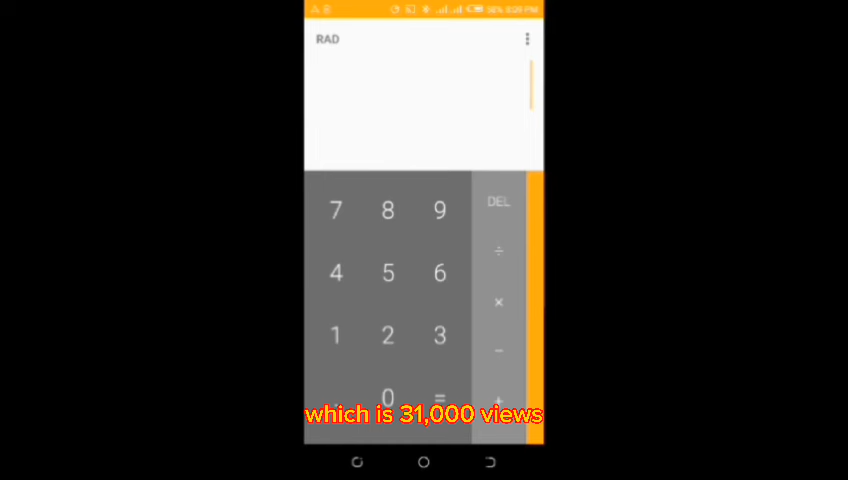 RAD
7 8 9 DEL
÷
4 5 6
×
1 2 3
−
. 0 = +
which is 31,000 views